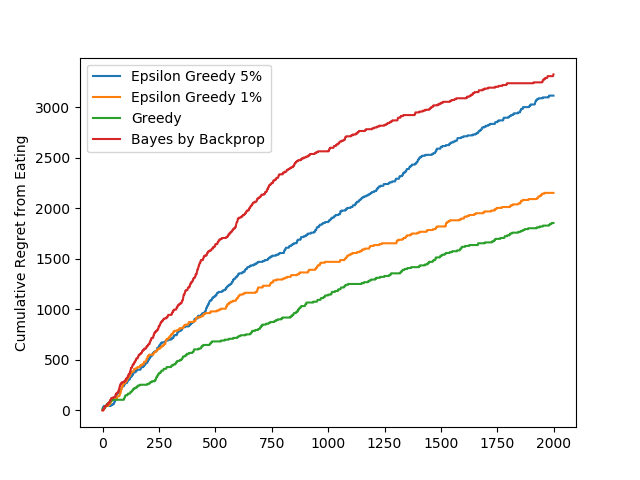 Epsilon Greedy 5%
Epsilon Greedy 1%
Greedy
Bayes by Backprop
Cumulative Regret from Eating
3000
2500
2000
1500
1000
500
0
0 250 500 750 1000 1250 1500 1750 2000